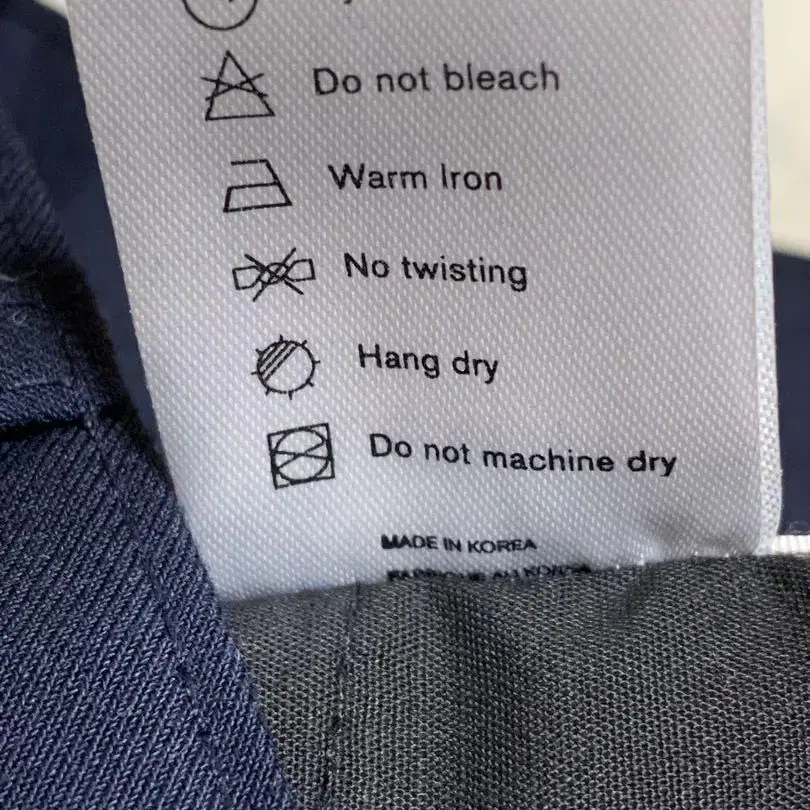 Do not bleach
Warm Iron
No twisting
Hang dry
Do not machine dry
MADE IN KOREA